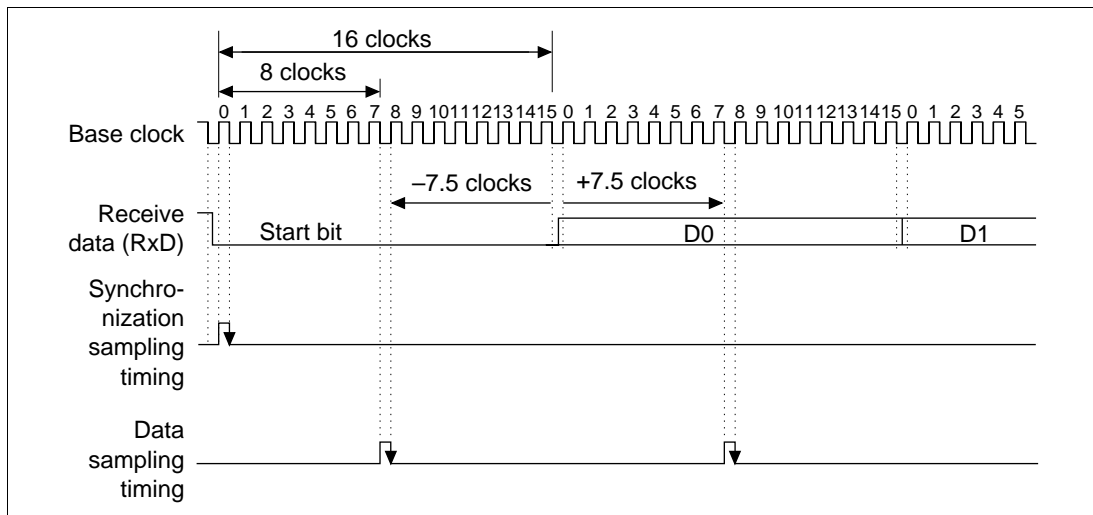 16 clocks
8 clocks
0 1 2 3 4 5 6 7 8 9 10 11 12 13 14 15 0 1 2 3 4 5 6 7 8 9 10 11 12 13 14 15 0 1 2 3 4 5
Base clock
–7.5 clocks +7.5 clocks
Receive
data (RxD)
Start bit D0 D1
Synchro-
nization
sampling
timing
Data
sampling
timing